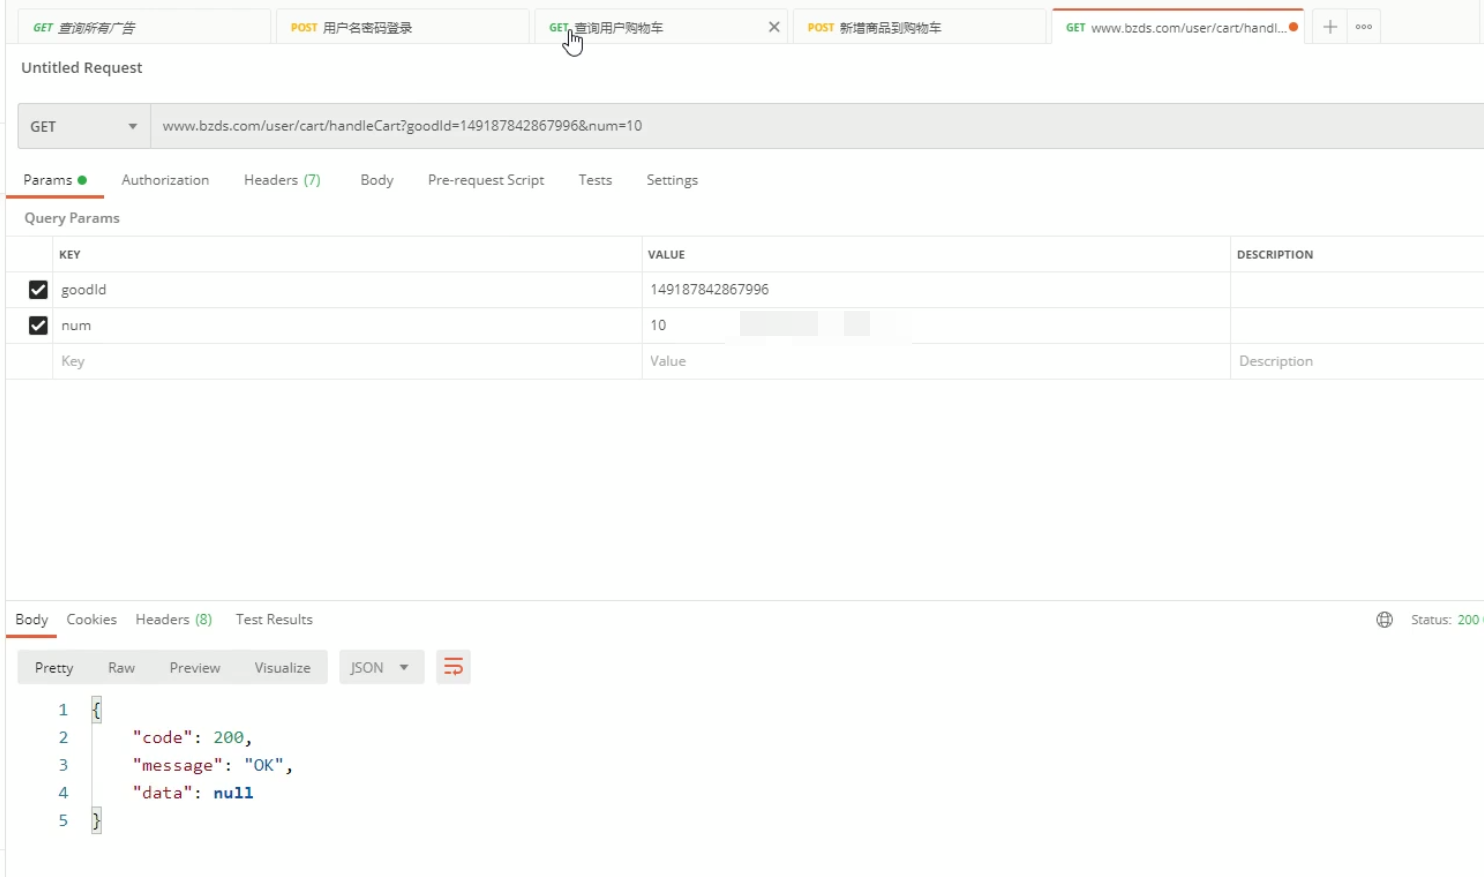 GET 查询所有广告 POST 用户名密码登录 GET 查询用户购物车 POST 新增商品到购物车 GET www.bzds.com/user/cart/handl...
Untitled Request
GET www.bzds.com/user/cart/handleCart?goodId=149187842867996&num=10
Params Authorization Headers (7) Body Pre-request Script Tests Settings
Query Params
KEY VALUE DESCRIPTION
goodId 149187842867996
num 10
Key Value Description
Body Cookies Headers (8) Test Results Status: 200
Pretty Raw Preview Visualize JSON
1 {
2 "code": 200,
3 "message": "OK",
4 "data": null
5 }